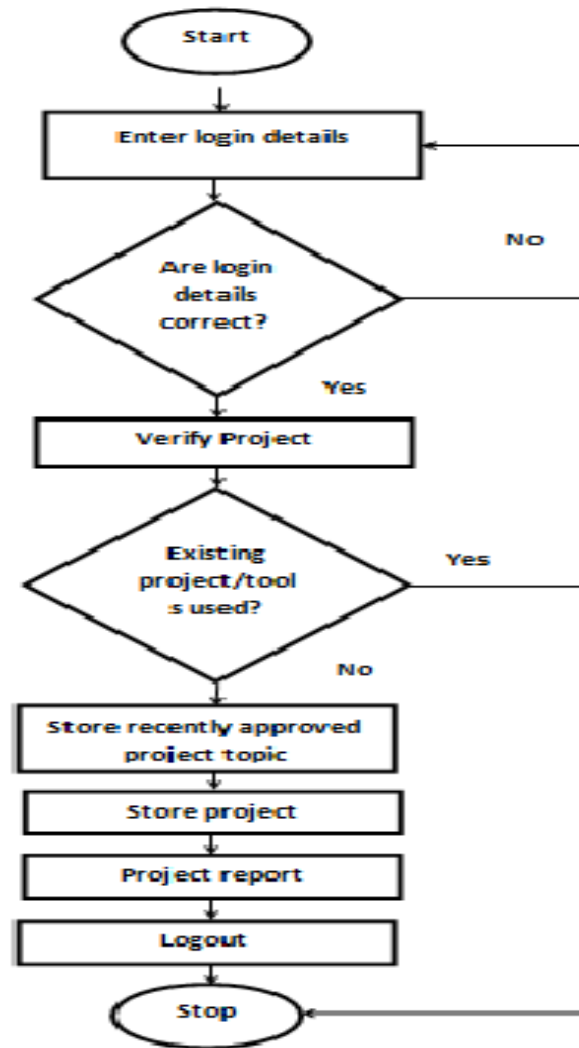 Start
Enter login details
Are login
details
correct?
No
Yes
Verify Project
Existing
project/tool
s used?
Yes
No
Store recently approved
project topic
Store project
Project report
Logout
Stop